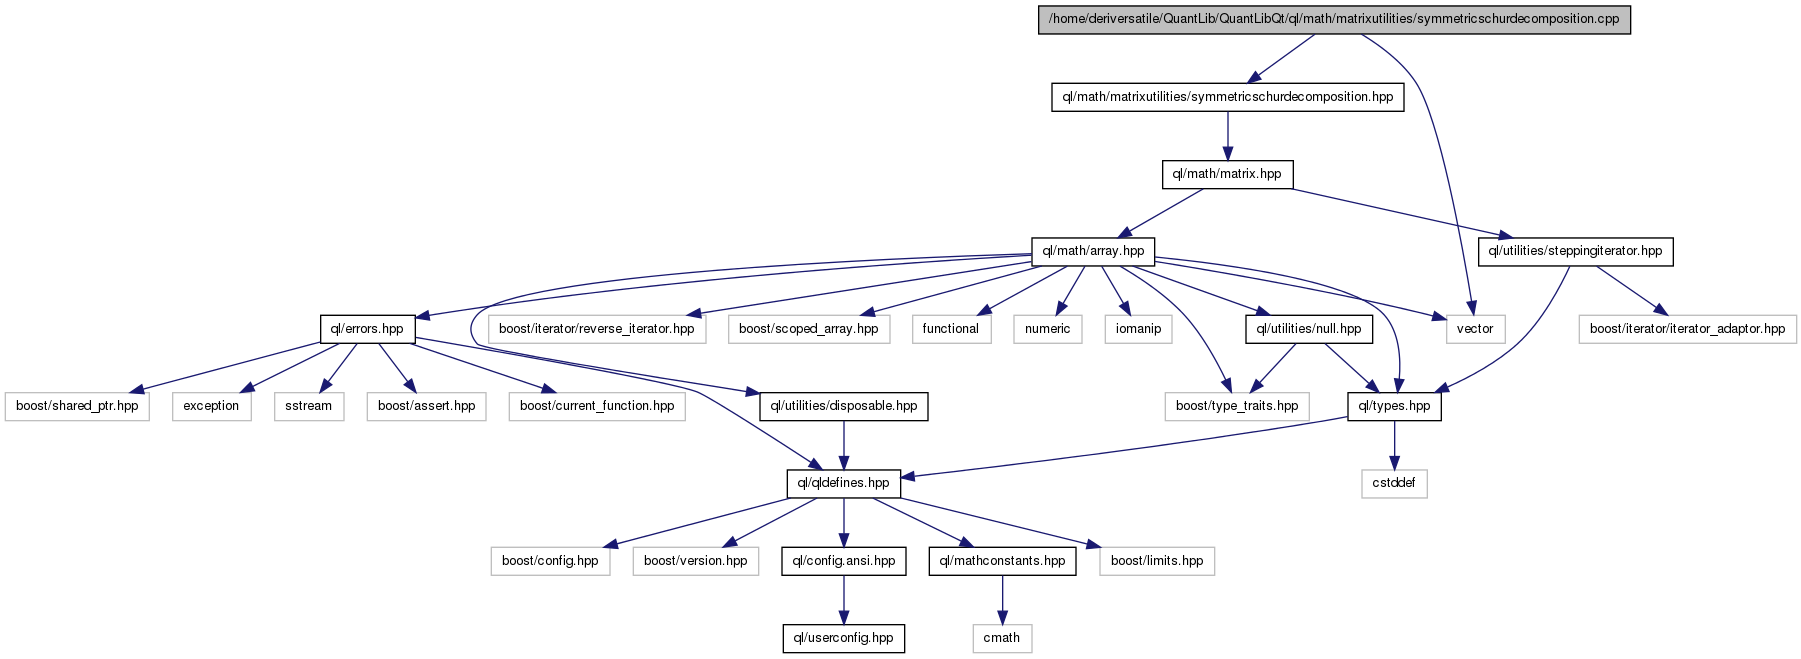 /home/deriversatile/QuantLib/QuantLibQt/ql/math/matrixutilities/symmetricschurdecomposition.cpp
ql/math/matrixutilities/symmetricschurdecomposition.hpp
ql/math/matrix.hpp
ql/math/array.hpp
ql/utilities/steppingiterator.hpp
ql/errors.hpp
boost/iterator/reverse_iterator.hpp
boost/scoped_array.hpp
functional
numeric
iomanip
ql/utilities/null.hpp
vector
boost/iterator/iterator_adaptor.hpp
boost/shared_ptr.hpp
exception
sstream
boost/assert.hpp
boost/current_function.hpp
ql/utilities/disposable.hpp
boost/type_traits.hpp
ql/types.hpp
ql/qldefines.hpp
cstddef
boost/config.hpp
boost/version.hpp
ql/config.ansi.hpp
ql/mathconstants.hpp
boost/limits.hpp
ql/userconfig.hpp
cmath